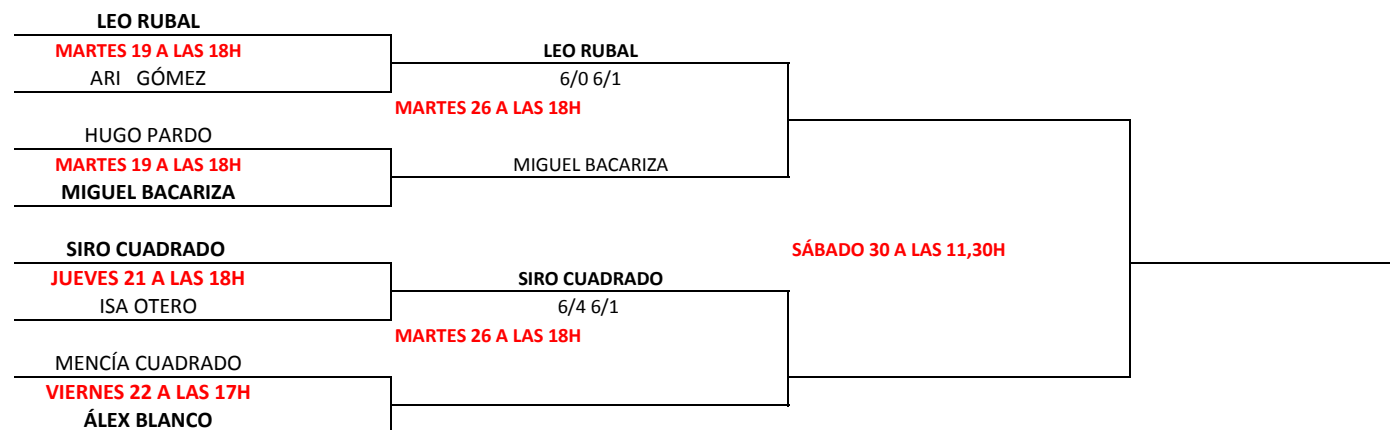 LEO RUBAL
MARTES 19 A LAS 18H
ARI GÓMEZ
LEO RUBAL
6/0 6/1
MARTES 26 A LAS 18H
HUGO PARDO
MARTES 19 A LAS 18H
MIGUEL BACARIZA
MIGUEL BACARIZA
SIRO CUADRADO
JUEVES 21 A LAS 18H
ISA OTERO
SIRO CUADRADO
6/4 6/1
MARTES 26 A LAS 18H
MENCÍA CUADRADO
VIERNES 22 A LAS 17H
ÁLEX BLANCO
SÁBADO 30 A LAS 11,30H